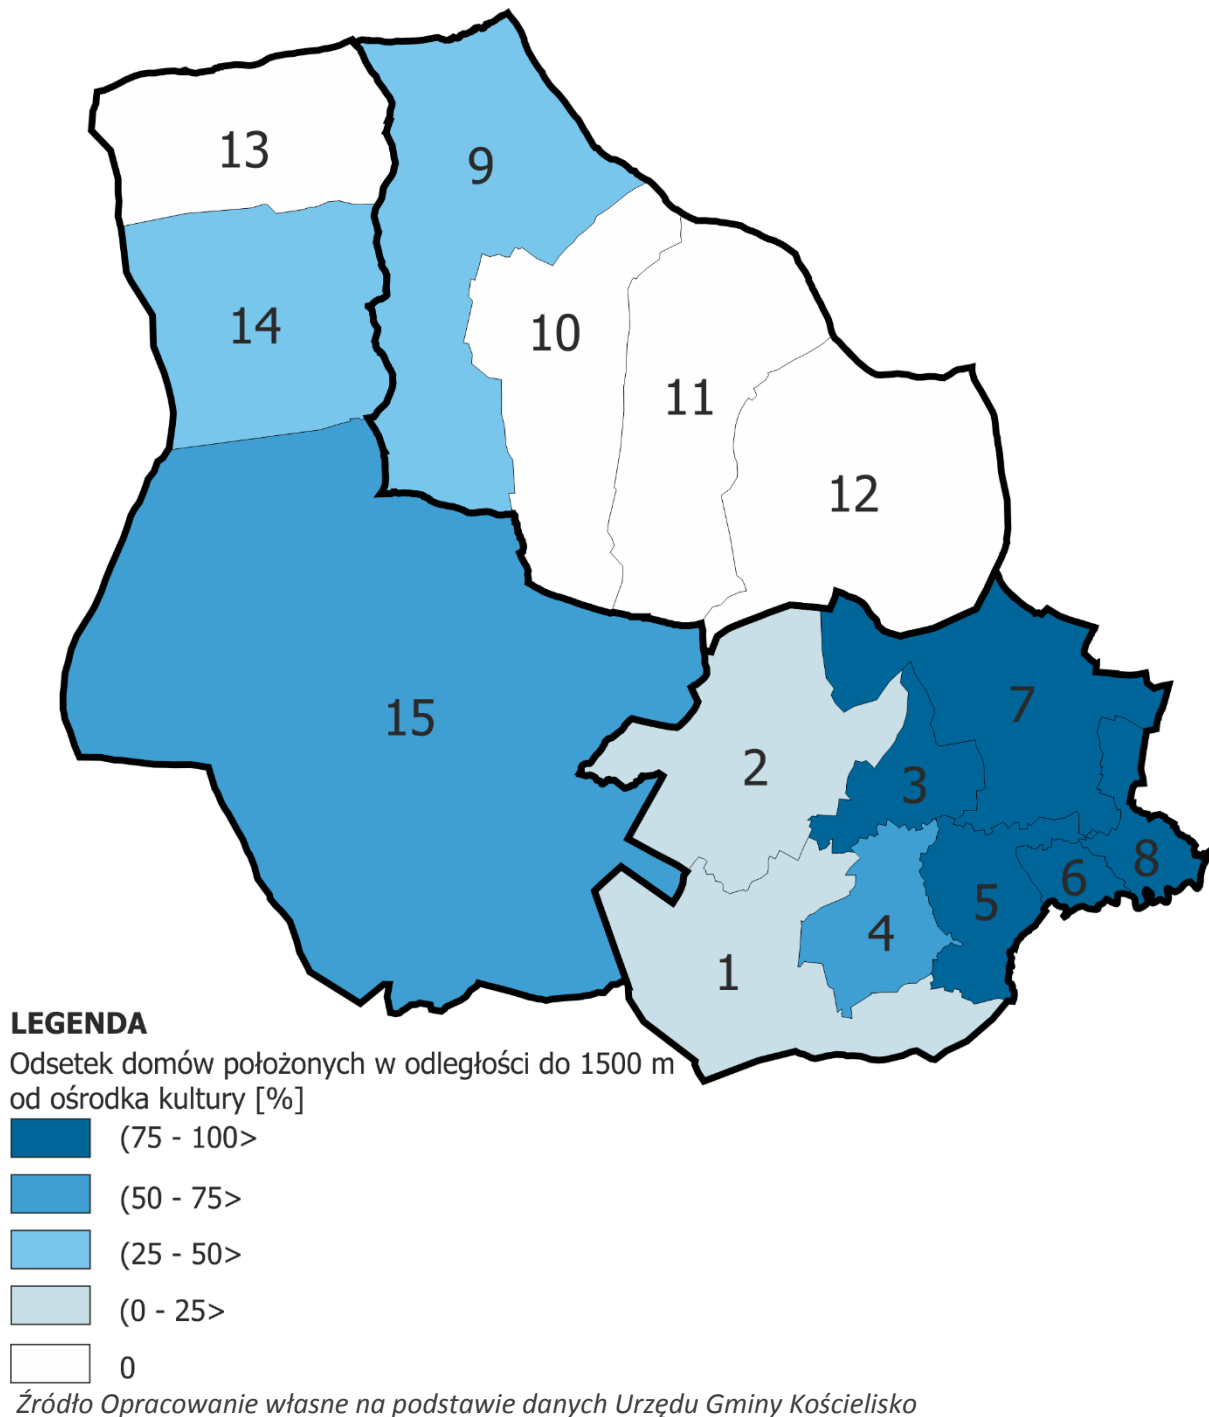 13
9
14
10
11
12
15
7
2
3
8
6
5
4
1
LEGENDA
Odsetek domów położonych w odległości do 1500 m
od ośrodka kultury [%]
(75 - 100>
(50 - 75>
(25 - 50>
(0 - 25>
0
Źródło Opracowanie własne na podstawie danych Urzędu Gminy Kościelisko